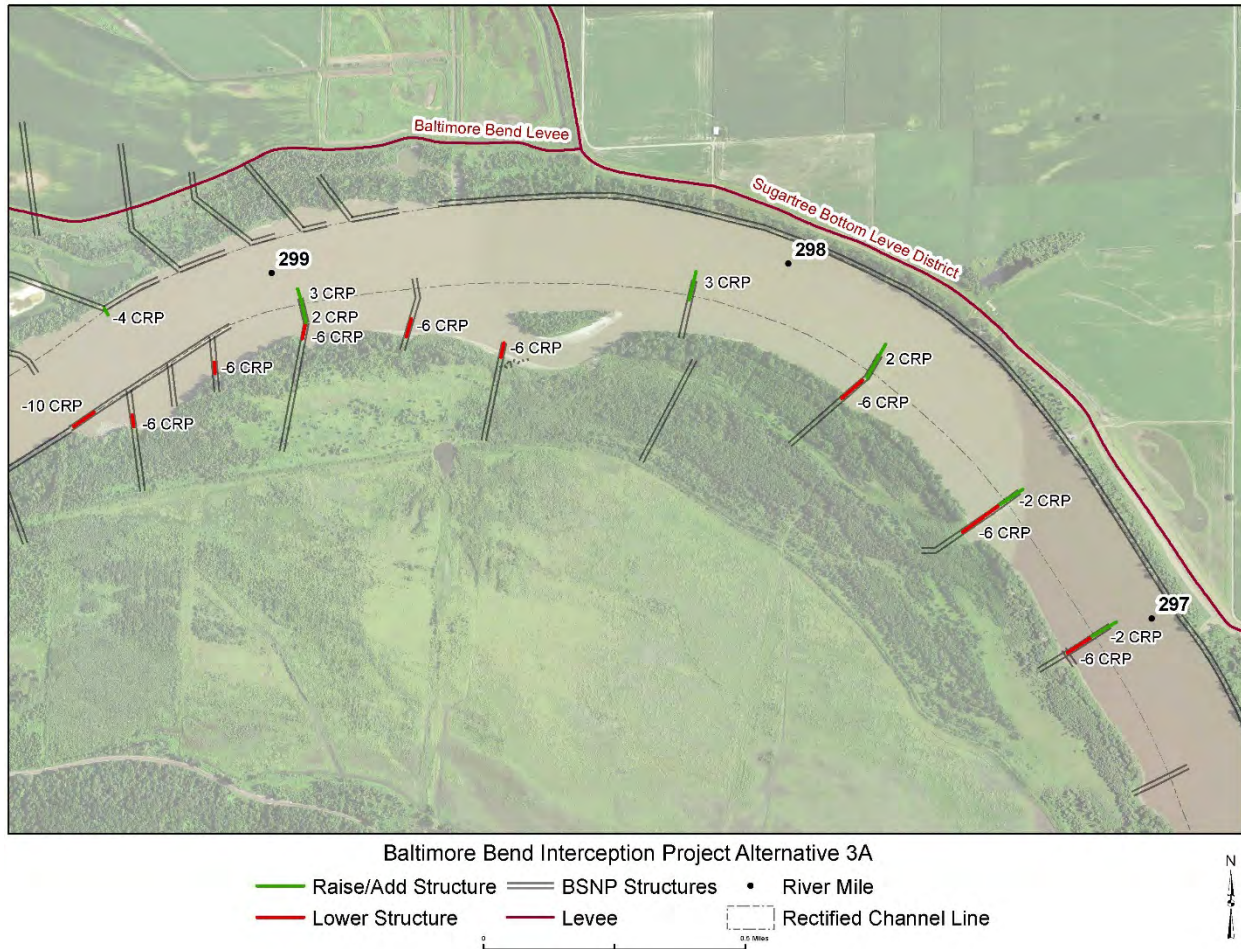 Baltimore Bend Levee
Sugartree Bottom Levee District
299
298
3 CRP
3 CRP
-4 CRP
2 CRP
-6 CRP
-6 CRP
-6 CRP
2 CRP
-6 CRP
-6 CRP
-10 CRP
-6 CRP
-2 CRP
-6 CRP
297
-2 CRP
-6 CRP
Baltimore Bend Interception Project Alternative 3A
Raise/Add Structure
BSNP Structures
River Mile
Lower Structure
Levee
Rectified Channel Line
N
0
0.5 Miles